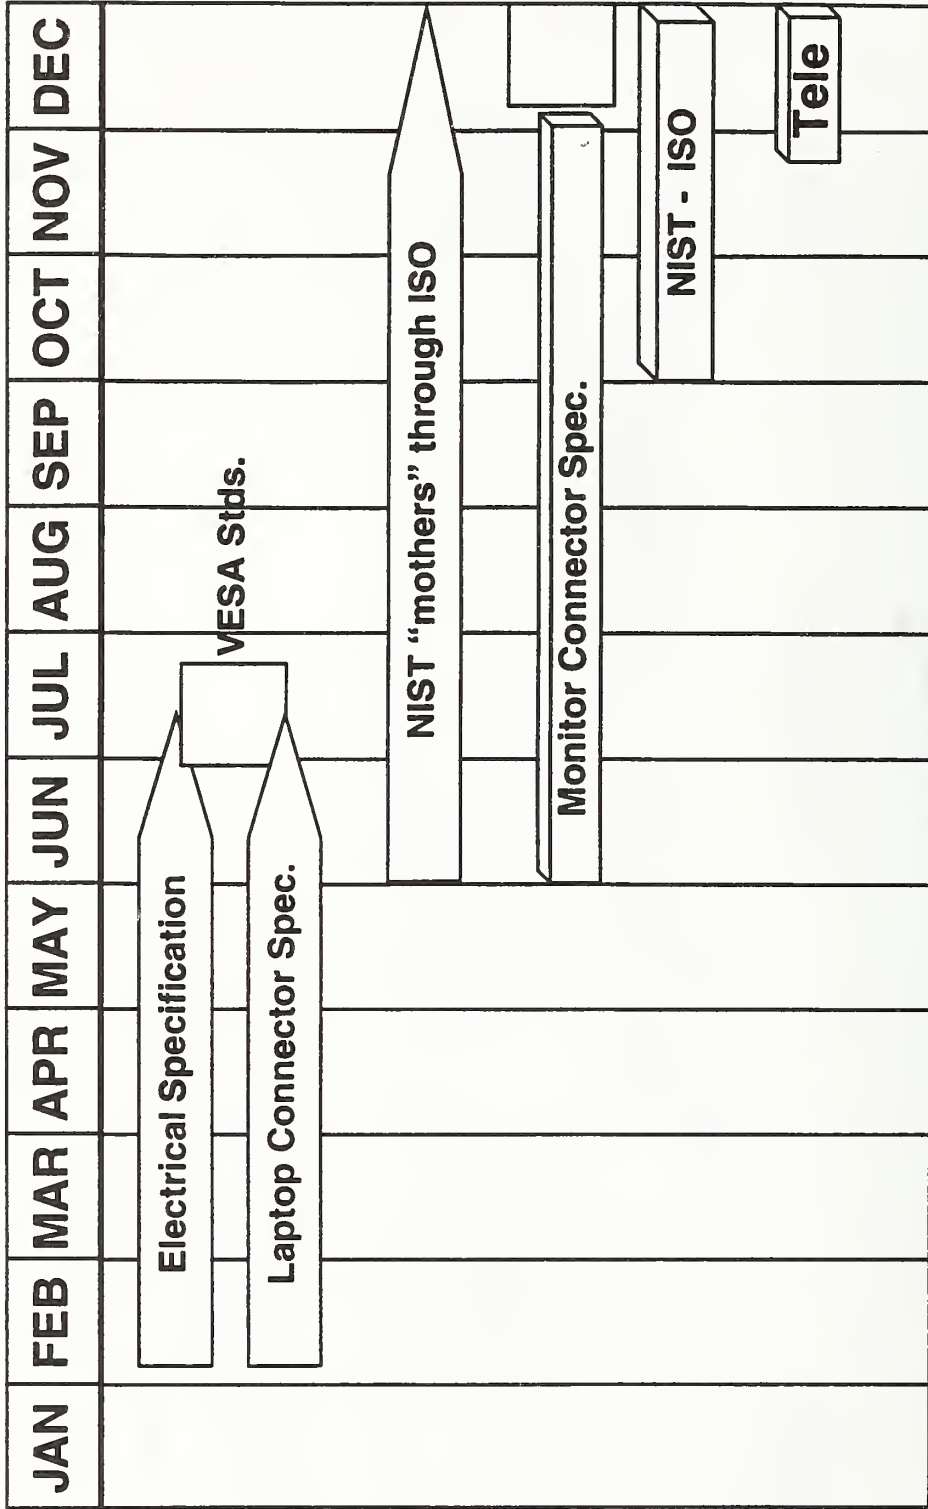 JAN FEB MAR APR MAY JUN JUL AUG SEP OCT NOV DEC
Electrical Specification
VESA Stds.
Laptop Connector Spec.
NIST “mothers” through ISO
Monitor Connector Spec.
NIST - ISO
Tele